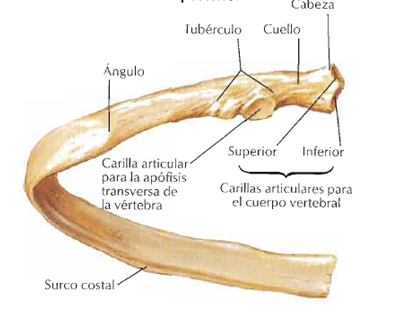 Cabeza
Tubérculo
Cuello
Ángulo
Carilla articular
para la apófisis
transversa de
la vértebra
Superior
Inferior
Carillas articulares para
el cuerpo vertebral
Surco costal